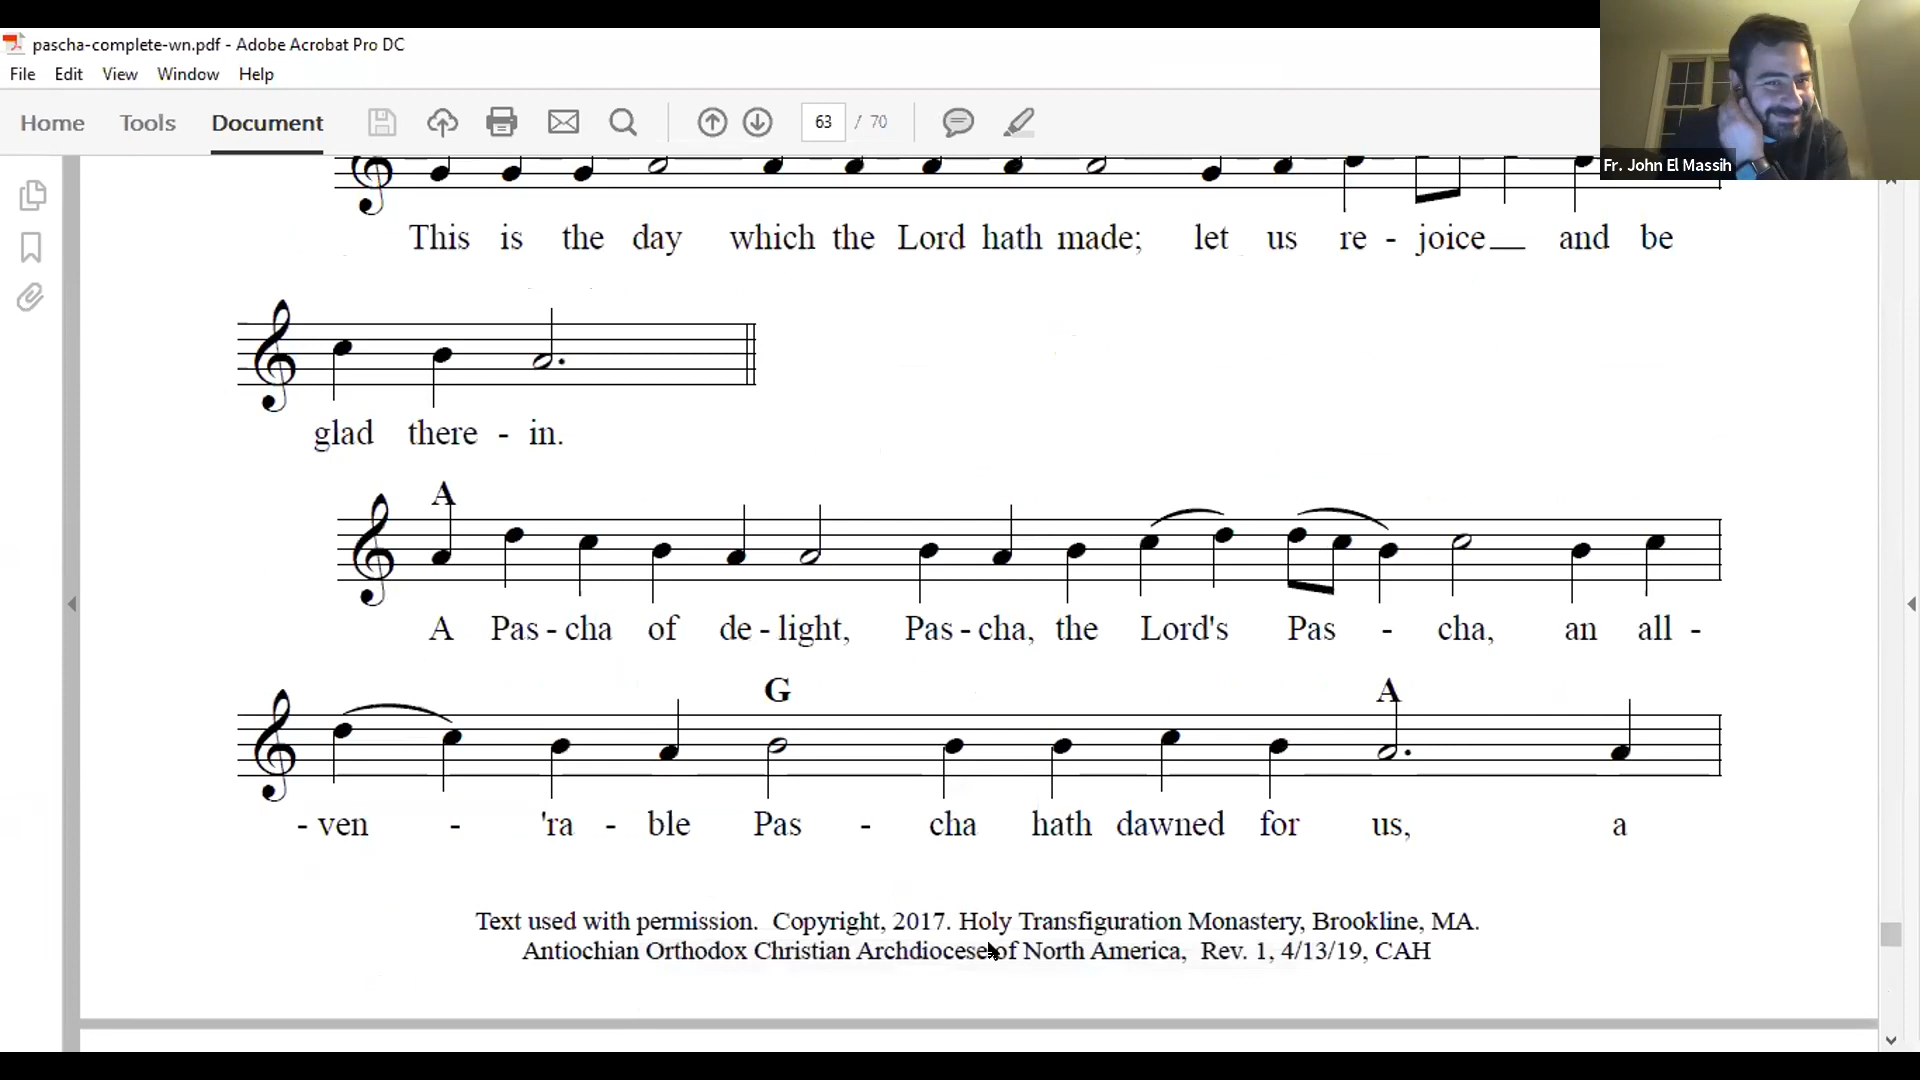 pascha-complete-wn.pdf - Adobe Acrobat Pro DC
File Edit View Window Help
Home Tools Document 63 / 70
Fr. John El Massih
This is the day which the Lord hath made; let us re - joice and be
glad there - in.
A
A Pas - cha of de - light, Pas - cha, the Lord's Pas - cha, an all -
G A
- ven - 'ra - ble Pas - cha hath dawned for us, a
Text used with permission. Copyright, 2017. Holy Transfiguration Monastery, Brookline, MA.
Antiochian Orthodox Christian Archdiocese of North America, Rev. 1, 4/13/19, CAH